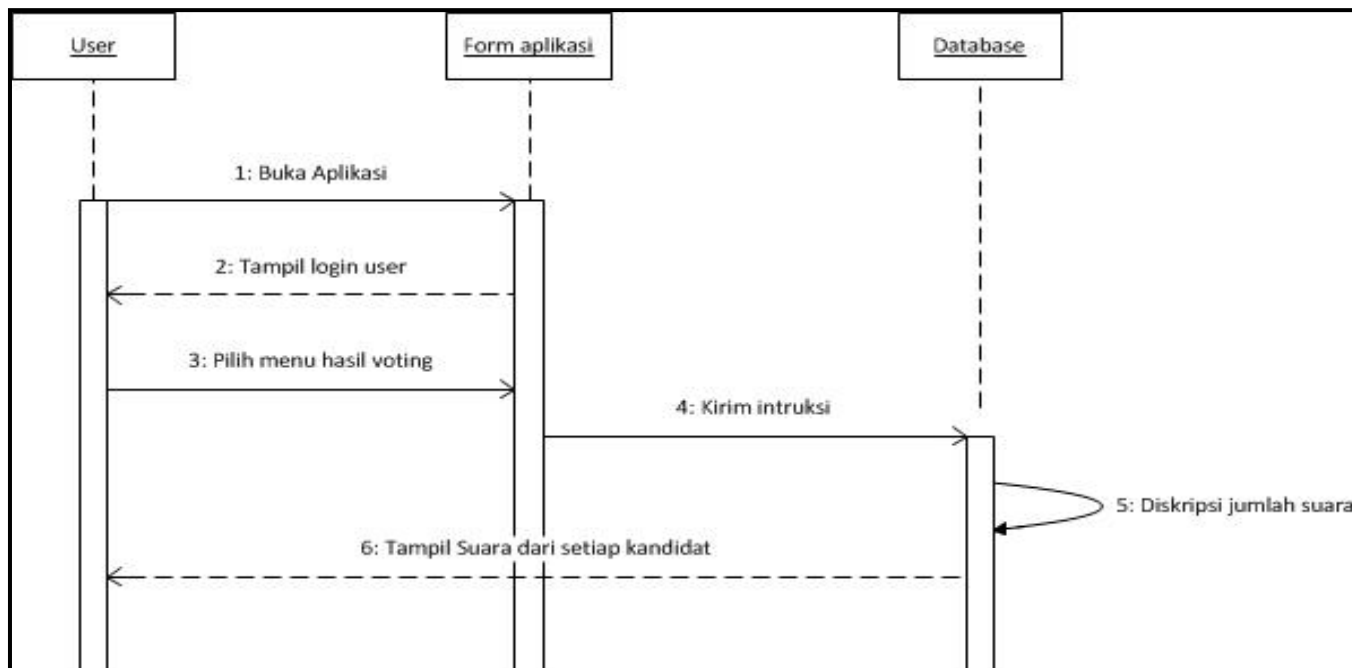 User
Form aplikasi
Database
1: Buka Aplikasi
2: Tampil login user
3: Pilih menu hasil voting
4: Kirim intruksi
5: Diskripsi jumlah suara
6: Tampil Suara dari setiap kandidat